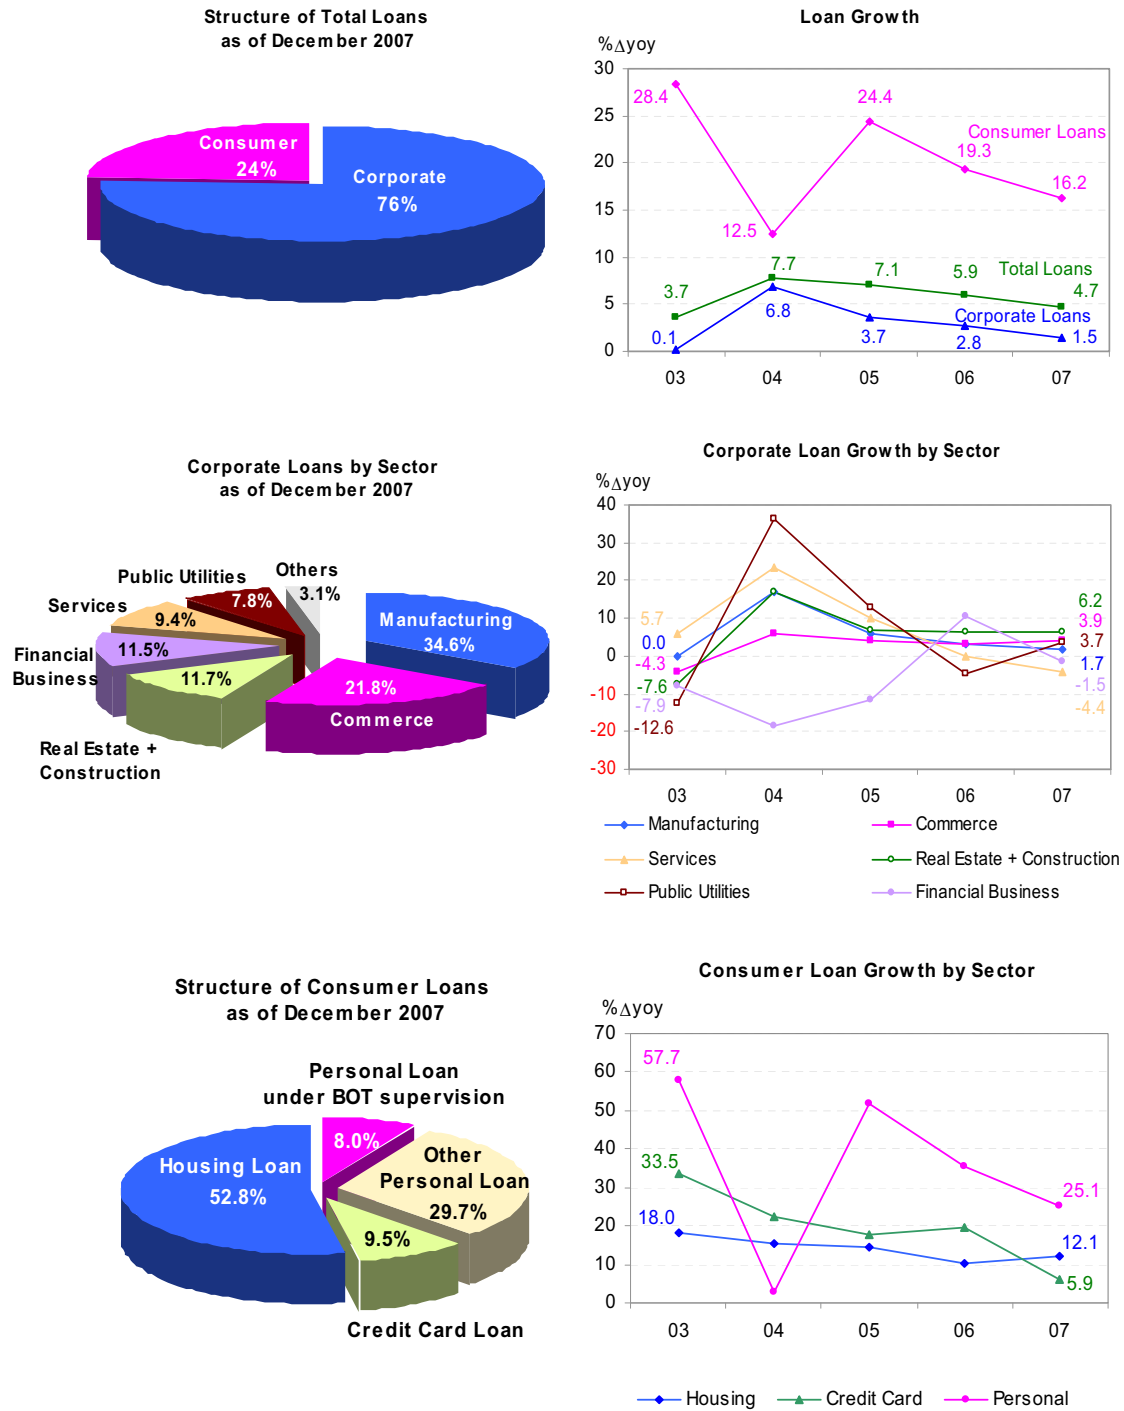 Structure of Total Loans
as of December 2007
Consumer
24%
Corporate
76%
Loan Growth
%Δyoy
30
25
20
15
10
5
0
28.4
12.5
24.4
Consumer Loans
19.3
16.2
3.7
7.7
7.1
5.9
Total Loans
4.7
0.1
6.8
3.7
Corporate Loans
2.8
1.5
03 04 05 06 07
Corporate Loans by Sector
as of December 2007
Others
3.1%
Public Utilities
7.8%
Services
9.4%
Financial
Business
11.5%
11.7%
Real Estate +
Construction
21.8%
Commerce
Manufacturing
34.6%
Corporate Loan Growth by Sector
%Δyoy
40
30
20
10
0
-10
-20
-30
5.7
0.0
-4.3
-7.6
-7.9
-12.6
6.2
3.9
3.7
1.7
-1.5
-4.4
03 04 05 06 07
Manufacturing
Commerce
Services
Real Estate + Construction
Public Utilities
Financial Business
Structure of Consumer Loans
as of December 2007
Personal Loan
under BOT supervision
8.0%
Housing Loan
52.8%
Other
Personal Loan
29.7%
9.5%
Credit Card Loan
Consumer Loan Growth by Sector
%Δyoy
70
60
50
40
30
20
10
0
57.7
33.5
18.0
25.1
12.1
5.9
03 04 05 06 07
Housing
Credit Card
Personal